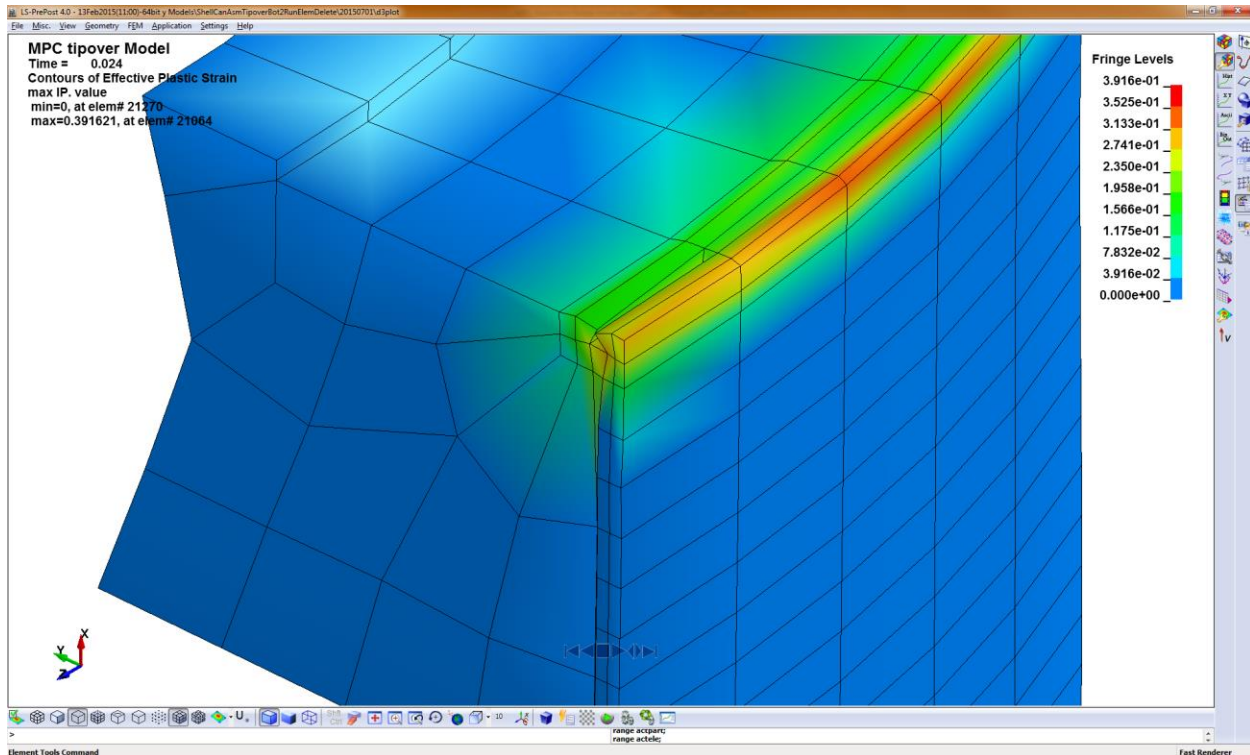 LS-PrePost 4.0 - 13Feb2015(11:00)-64bit y Models\ShellCanAsmTipoverBot2RunElemDelete\20150701\d3plot
File Misc. View Geometry FEM Application Settings Help
MPC tipover Model
Time = 0.024
Contours of Effective Plastic Strain
max IP. value
min=0, at elem# 21270
max=0.391621, at elem# 21064
Fringe Levels
3.916e-01
3.525e-01
3.133e-01
2.741e-01
2.350e-01
1.958e-01
1.566e-01
1.175e-01
7.832e-02
3.916e-02
0.000e+00
X
Y
Z
10
>
range actpart;
range actele;
Element Tools Command
Fast Renderer